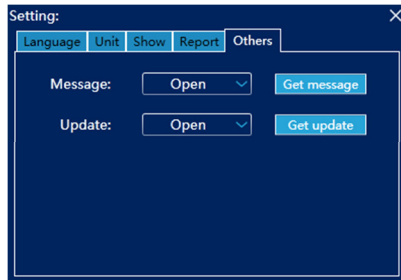 Setting:
Language Unit Show Report Others
Message: Open Get message
Update: Open Get update